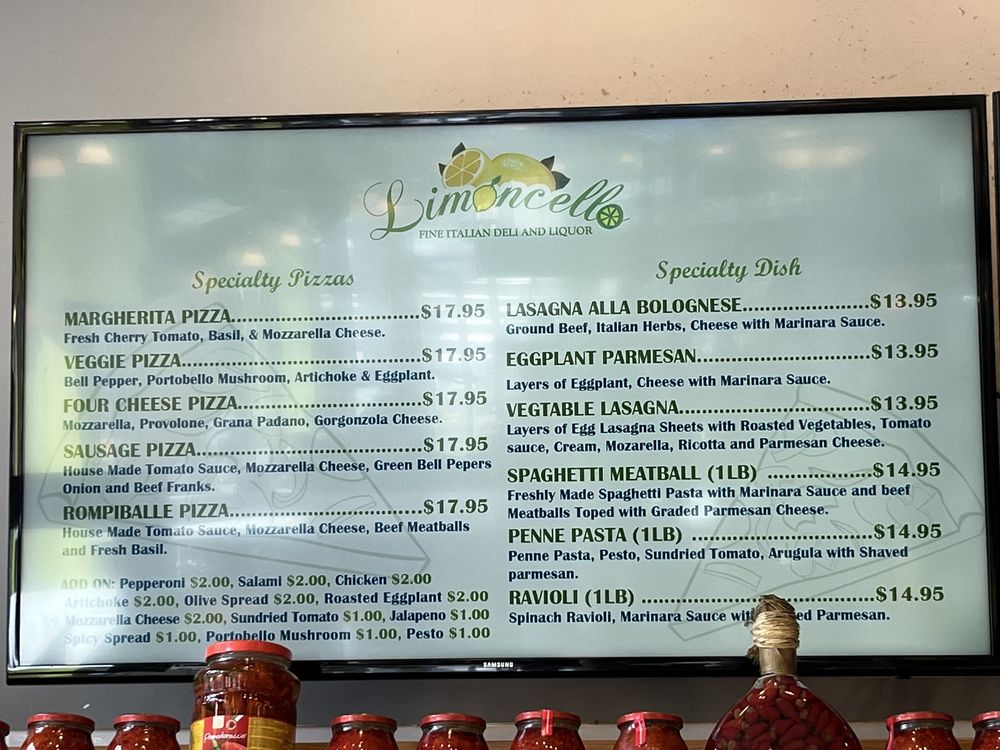 Limoncello
FINE ITALIAN DELI AND LIQUOR
Specialty Pizzas
MARGHERITA PIZZA..............................$17.95
Fresh Cherry Tomato, Basil, & Mozzarella Cheese.
VEGGIE PIZZA.......................................$17.95
Bell Pepper, Portobello Mushroom, Artichoke & Eggplant.
FOUR CHEESE PIZZA.............................$17.95
Mozzarella, Provolone, Grana Padano, Gorgonzola Cheese.
SAUSAGE PIZZA.....................................$17.95
House Made Tomato Sauce, Mozzarella Cheese, Green Bell Pepers
Onion and Beef Franks.
ROMPIBALLE PIZZA...............................$17.95
House Made Tomato Sauce, Mozzarella Cheese, Beef Meatballs
and Fresh Basil.
ADD ON: Pepperoni $2.00, Salami $2.00, Chicken $2.00
Artichoke $2.00, Olive Spread $2.00, Roasted Eggplant $2.00
Mozzarella Cheese $2.00, Sundried Tomato $1.00, Jalapeno $1.00
Spicy Spread $1.00, Portobello Mushroom $1.00, Pesto $1.00
Specialty Dish
LASAGNA ALLA BOLOGNESE.....................$13.95
Ground Beef, Italian Herbs, Cheese with Marinara Sauce.
EGGPLANT PARMESAN............................$13.95
Layers of Eggplant, Cheese with Marinara Sauce.
VEGTABLE LASAGNA...............................$13.95
Layers of Egg Lasagna Sheets with Roasted Vegetables, Tomato
sauce, Cream, Mozarella, Ricotta and Parmesan Cheese.
SPAGHETTI MEATBALL (1LB) .................$14.95
Freshly Made Spaghetti Pasta with Marinara Sauce and beef
Meatballs Toped with Graded Parmesan Cheese.
PENNE PASTA (1LB) .............................$14.95
Penne Pasta, Pesto, Sundried Tomato, Arugula with Shaved
parmesan.
RAVIOLI (1LB) ......................................$14.95
Spinach Ravioli, Marinara Sauce Parmesan.
SAMSUNG